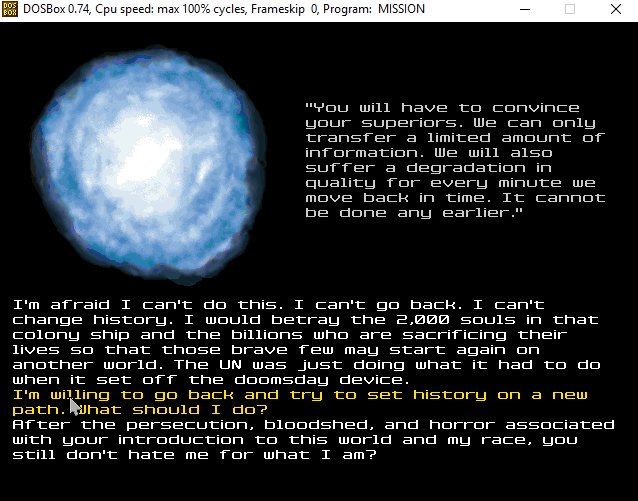 DOSBox 0.74, Cpu speed: max 100% cycles, Frameskip 0, Program: MISSION
"You will have to convince
your superiors. We can only
transfer a limited amount of
information. We will also
suffer a degradation in
quality for every minute we
move back in time. It cannot
be done any earlier."
I'm afraid I can't do this. I can't go back. I can't
change history. I would betray the 2,000 souls in that
colony ship and the billions who are sacrificing their
lives so that those brave few may start again on
another world. The UN was just doing what it had to do
when it set off the doomsday device.
I'm willing to go back and try to set history on a new
path. What should I do?
After the persecution, bloodshed, and horror associated
with your introduction to this world and my race, you
still don't hate me for what I am?